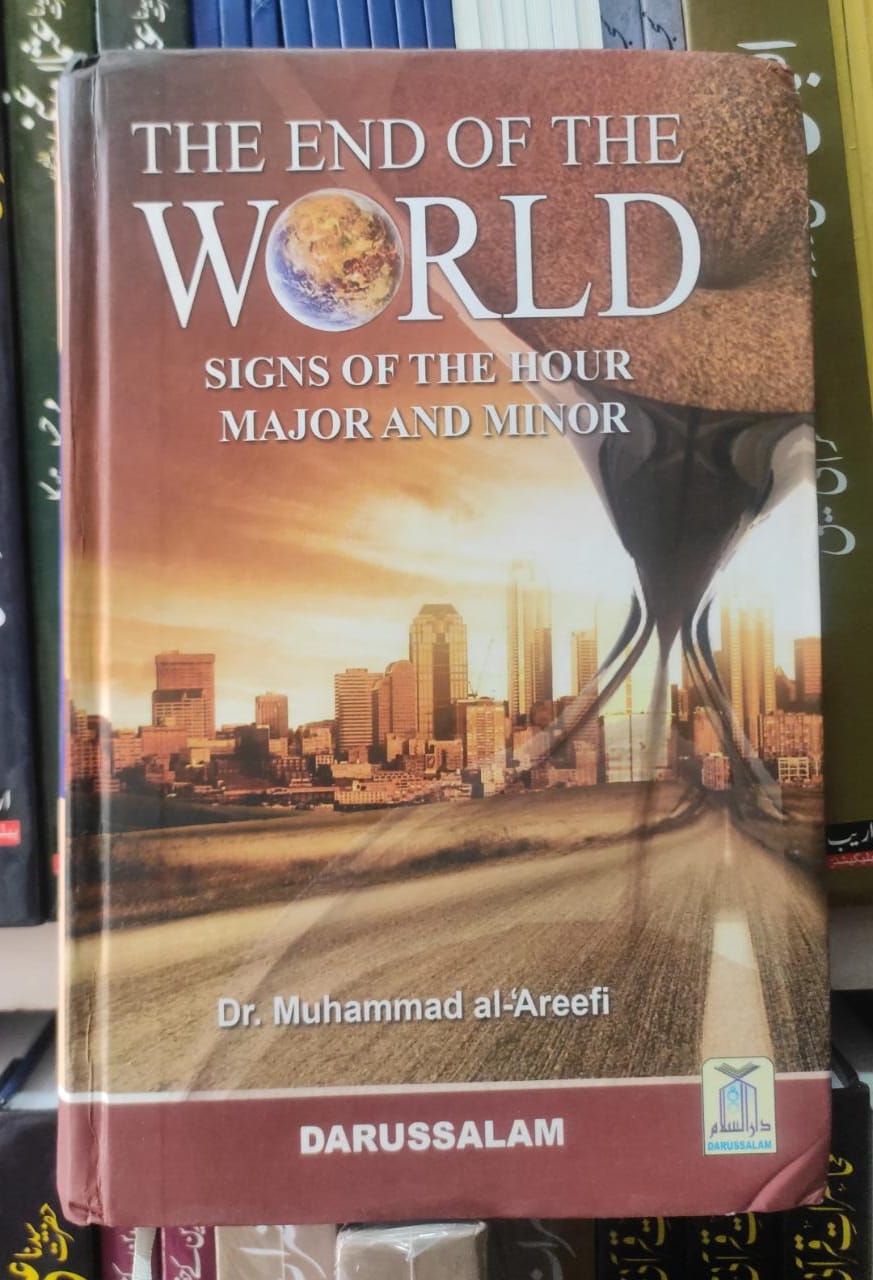 THE END OF THE
WORLD
SIGNS OF THE HOUR
MAJOR AND MINOR
Dr. Muhammad al-'Areefi
DARUSSALAM
دار السلام
DARUSSALAM
اریب